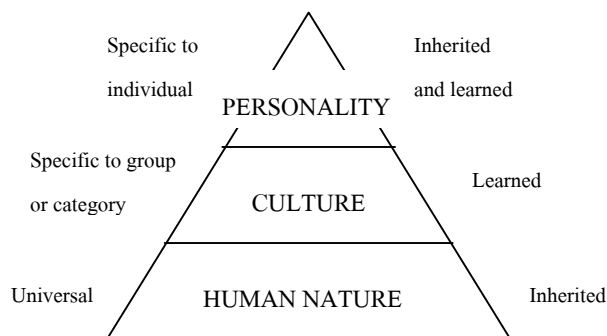 Specific to
individual
Inherited
and learned
PERSONALITY
Specific to group
or category
CULTURE
Learned
Universal
HUMAN NATURE
Inherited